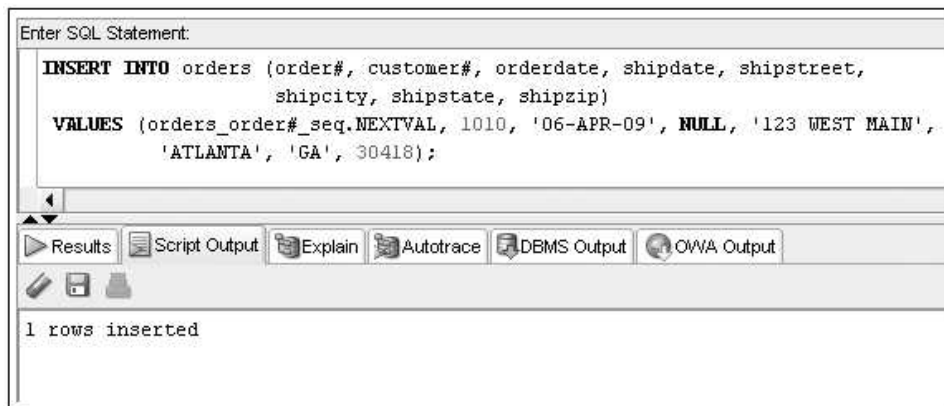 Enter SQL Statement:
INSERT INTO orders (order#, customer#, orderdate, shipdate, shipstreet,
shipcity, shipstate, shipzip)
VALUES (orders_order#_seq.NEXTVAL, 1010, '06-APR-09', NULL, '123 WEST MAIN',
'ATLANTA', 'GA', 30418);
Results Script Output Explain Autotrace DBMS Output OWA Output
1 rows inserted